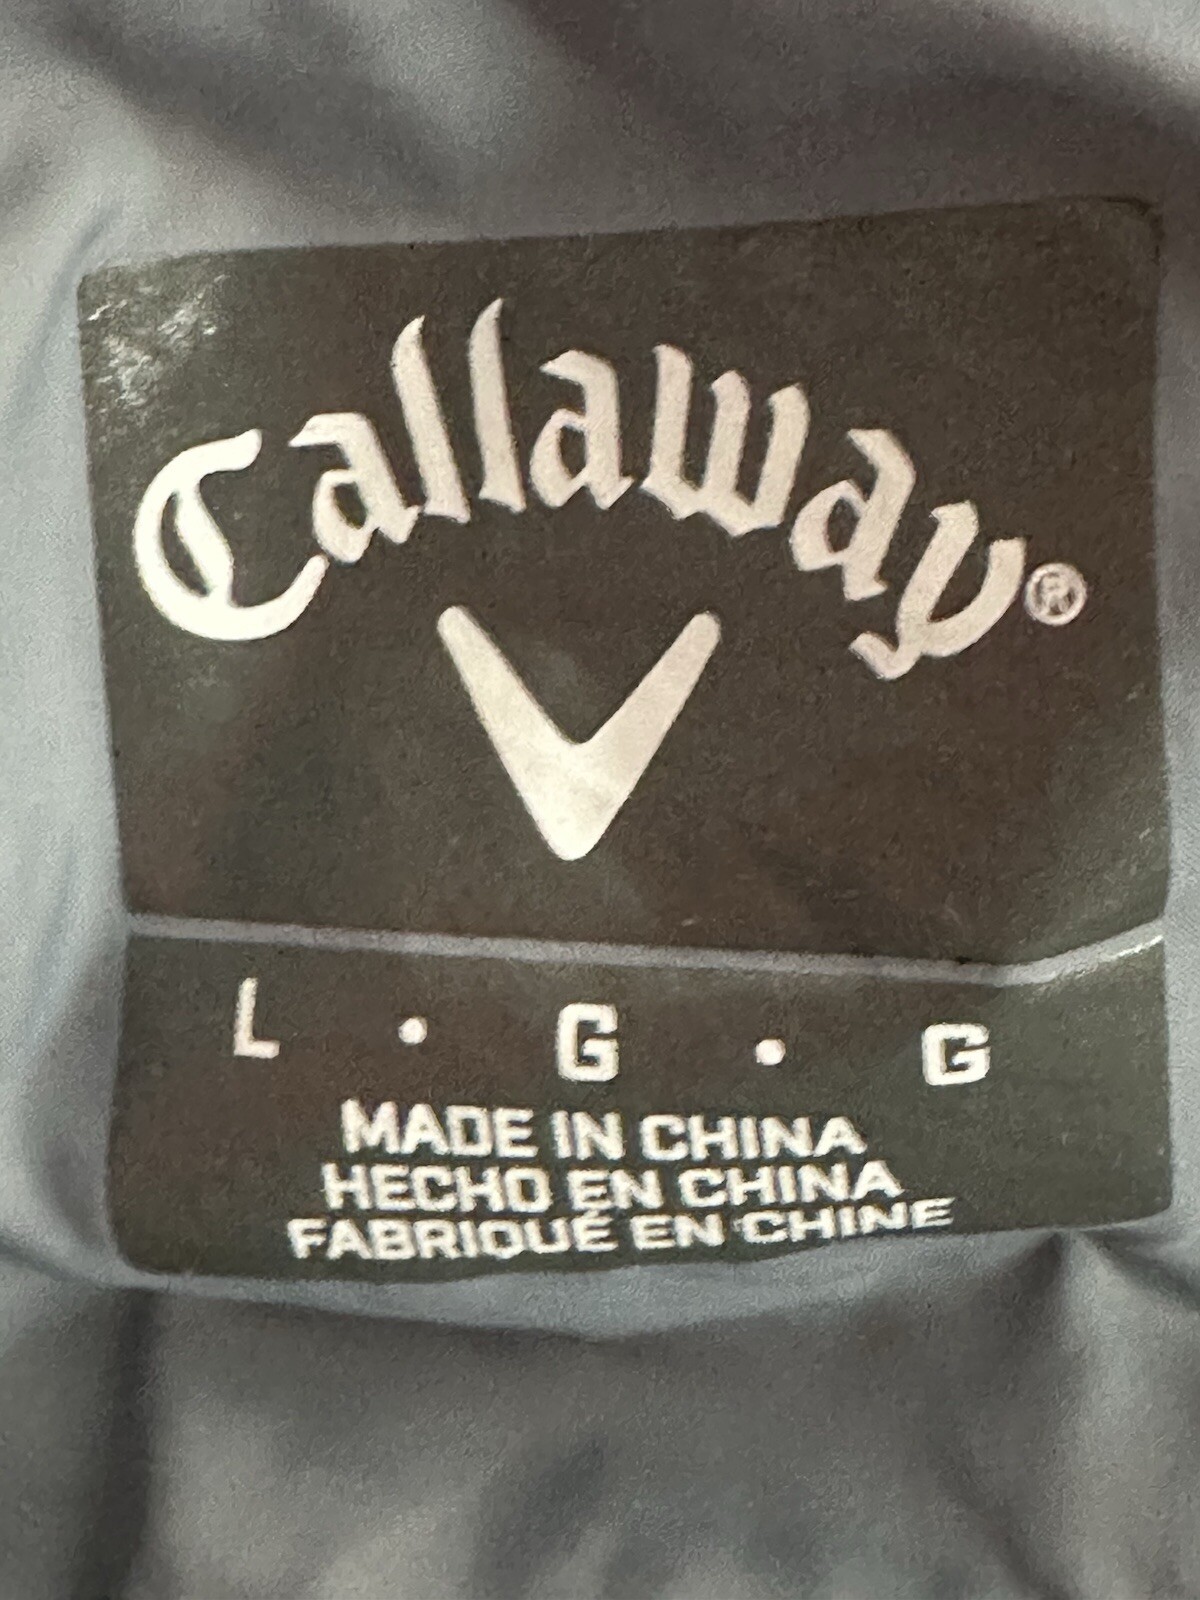 Callaway®
L · G · G
MADE IN CHINA
HECHO EN CHINA
FABRIQUÉ EN CHINE